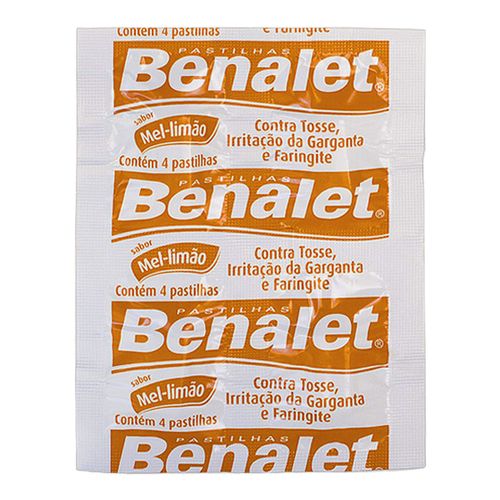 Contém 4 pastilhas
e Faringite
PASTILHAS
Benalet®
sabor
Mel-limão
Contém 4 pastilhas
Contra Tosse,
Irritação da Garganta
e Faringite
PASTILHAS
Benalet®
sabor
Mel-limão
Contém 4 pastilhas
Contra Tosse,
Irritação da Garganta
e Faringite
PASTILHAS
Benalet®
sabor
Mel-limão
Contém 4 pastilhas
Contra Tosse,
Irritação da Garganta
e Faringite
PASTILHAS
Benalet